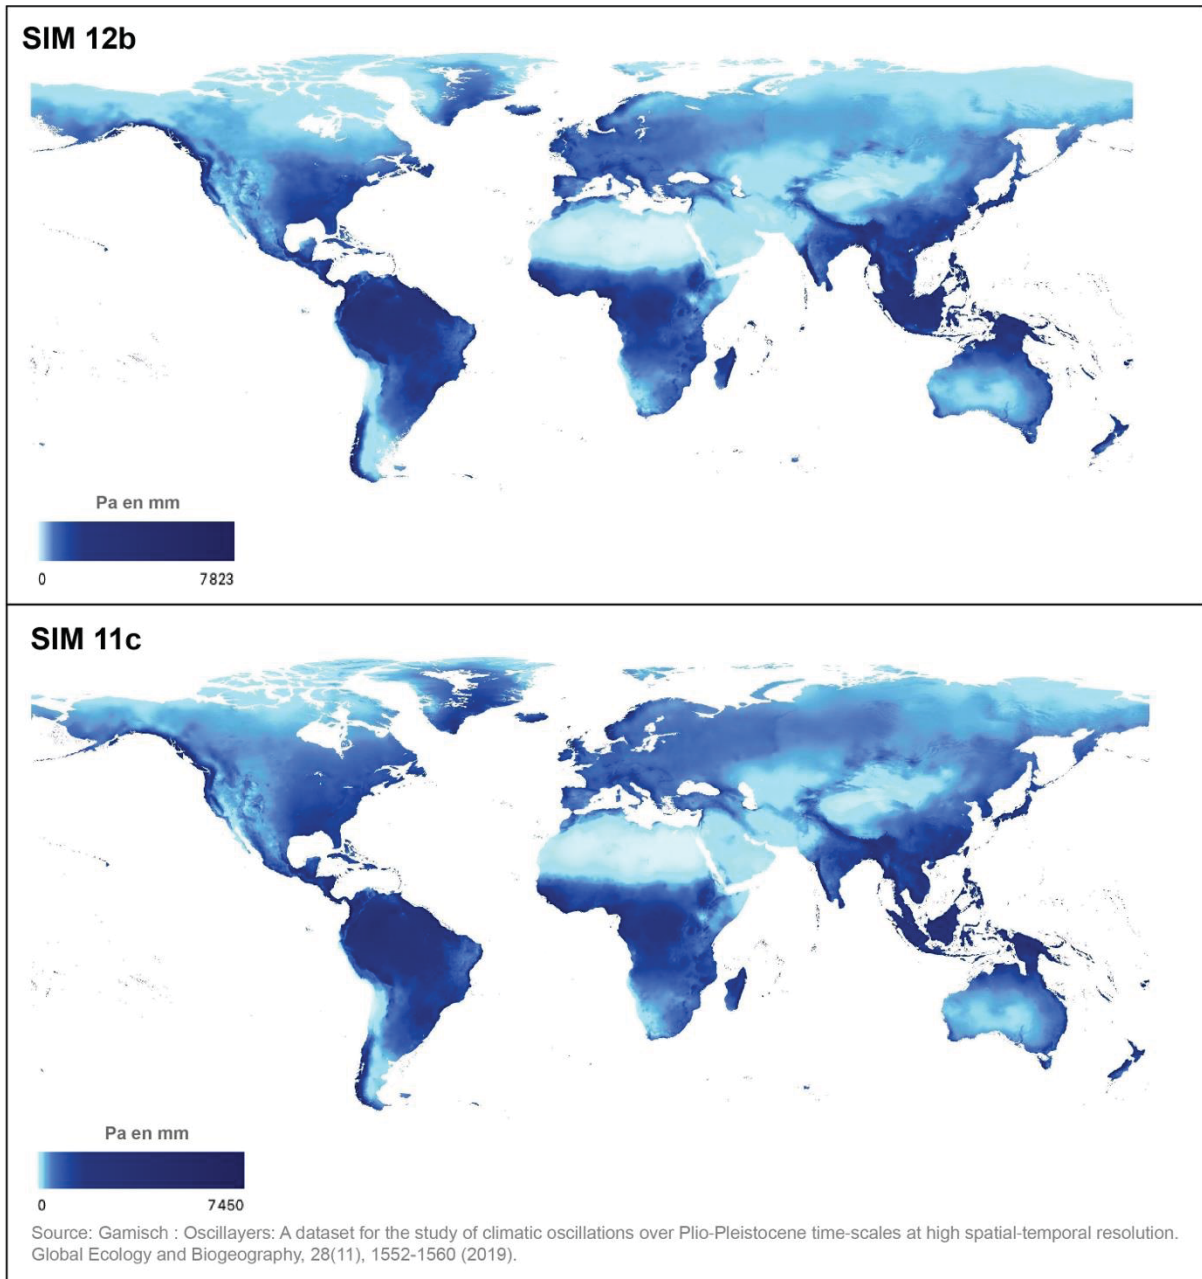 SIM 12b
Pa en mm
0 7823
SIM 11c
Pa en mm
0 7450
Source: Gamisch : Oscillayers: A dataset for the study of climatic oscillations over Plio-Pleistocene time-scales at high spatial-temporal resolution.
Global Ecology and Biogeography, 28(11), 1552-1560 (2019).